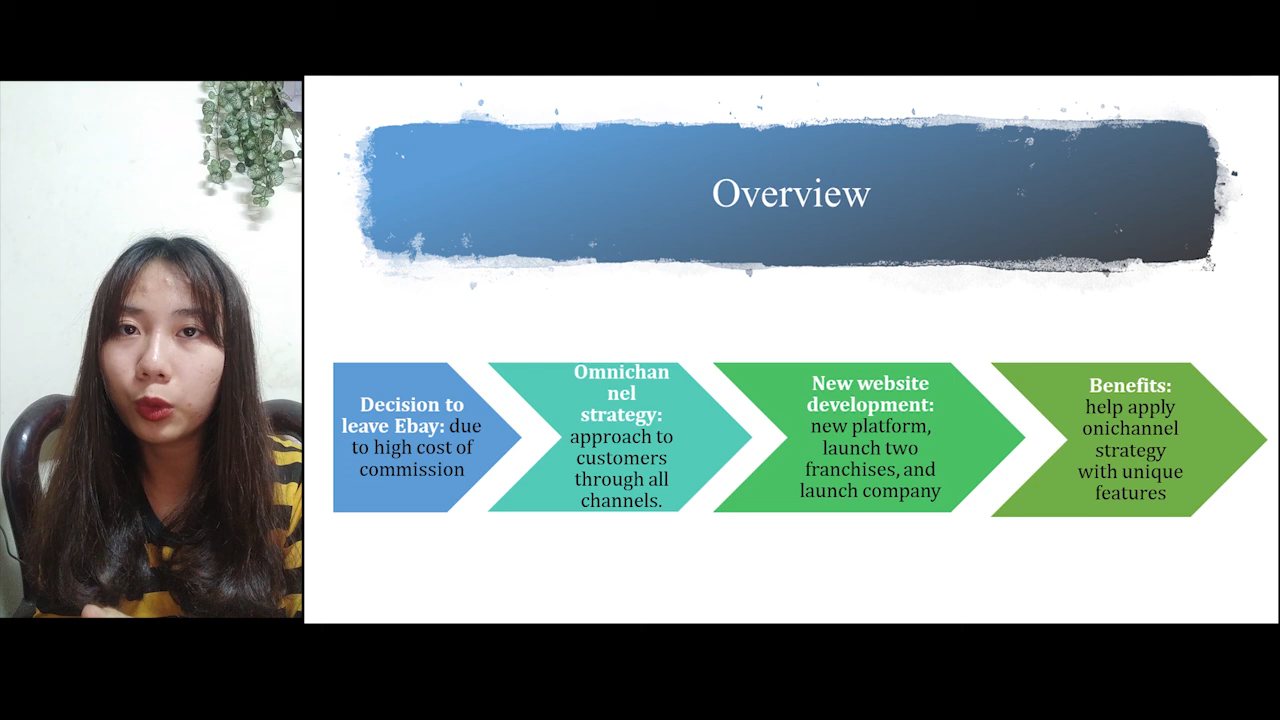 Overview
Decision to
leave Ebay: due
to high cost of
commission
Omnichan
nel
strategy:
approach to
customers
through all
channels.
New website
development:
new platform,
launch two
franchises, and
launch company
Benefits:
help apply
onichannel
strategy
with unique
features